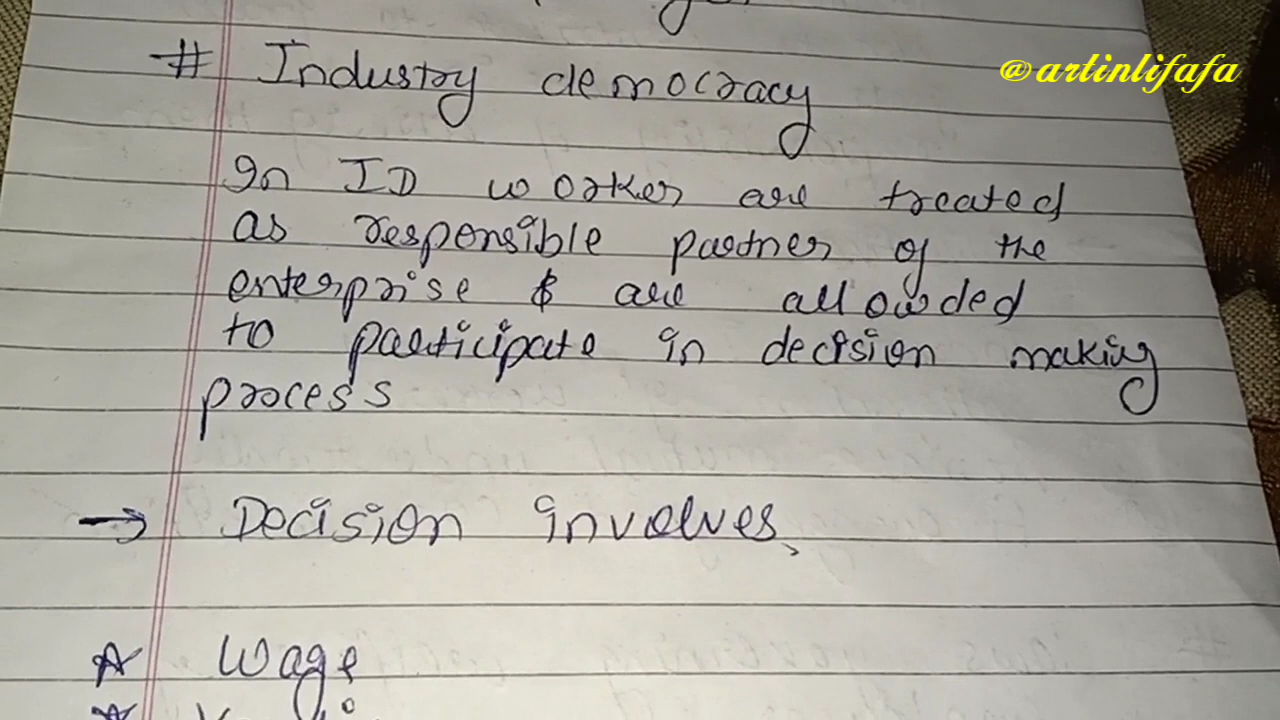 @artinlifafa
# Industry democracy
In ID worker are treated
as responsible partner of the
enterprise & are allowded
to participate in decision making
process
→ Decision involves,
☆ Wage
☆